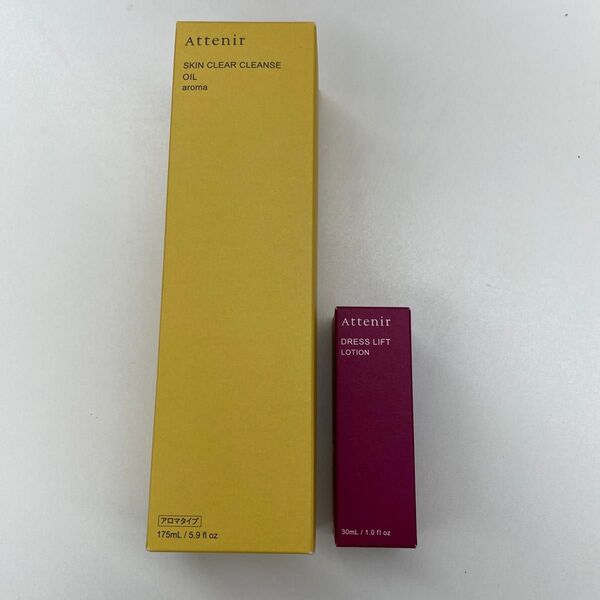 Attenir
SKIN CLEAR CLEANSE
OIL
aroma
アロマタイプ
175mL / 5.9 fl oz
Attenir
DRESS LIFT
LOTION
30mL / 1.0 fl oz